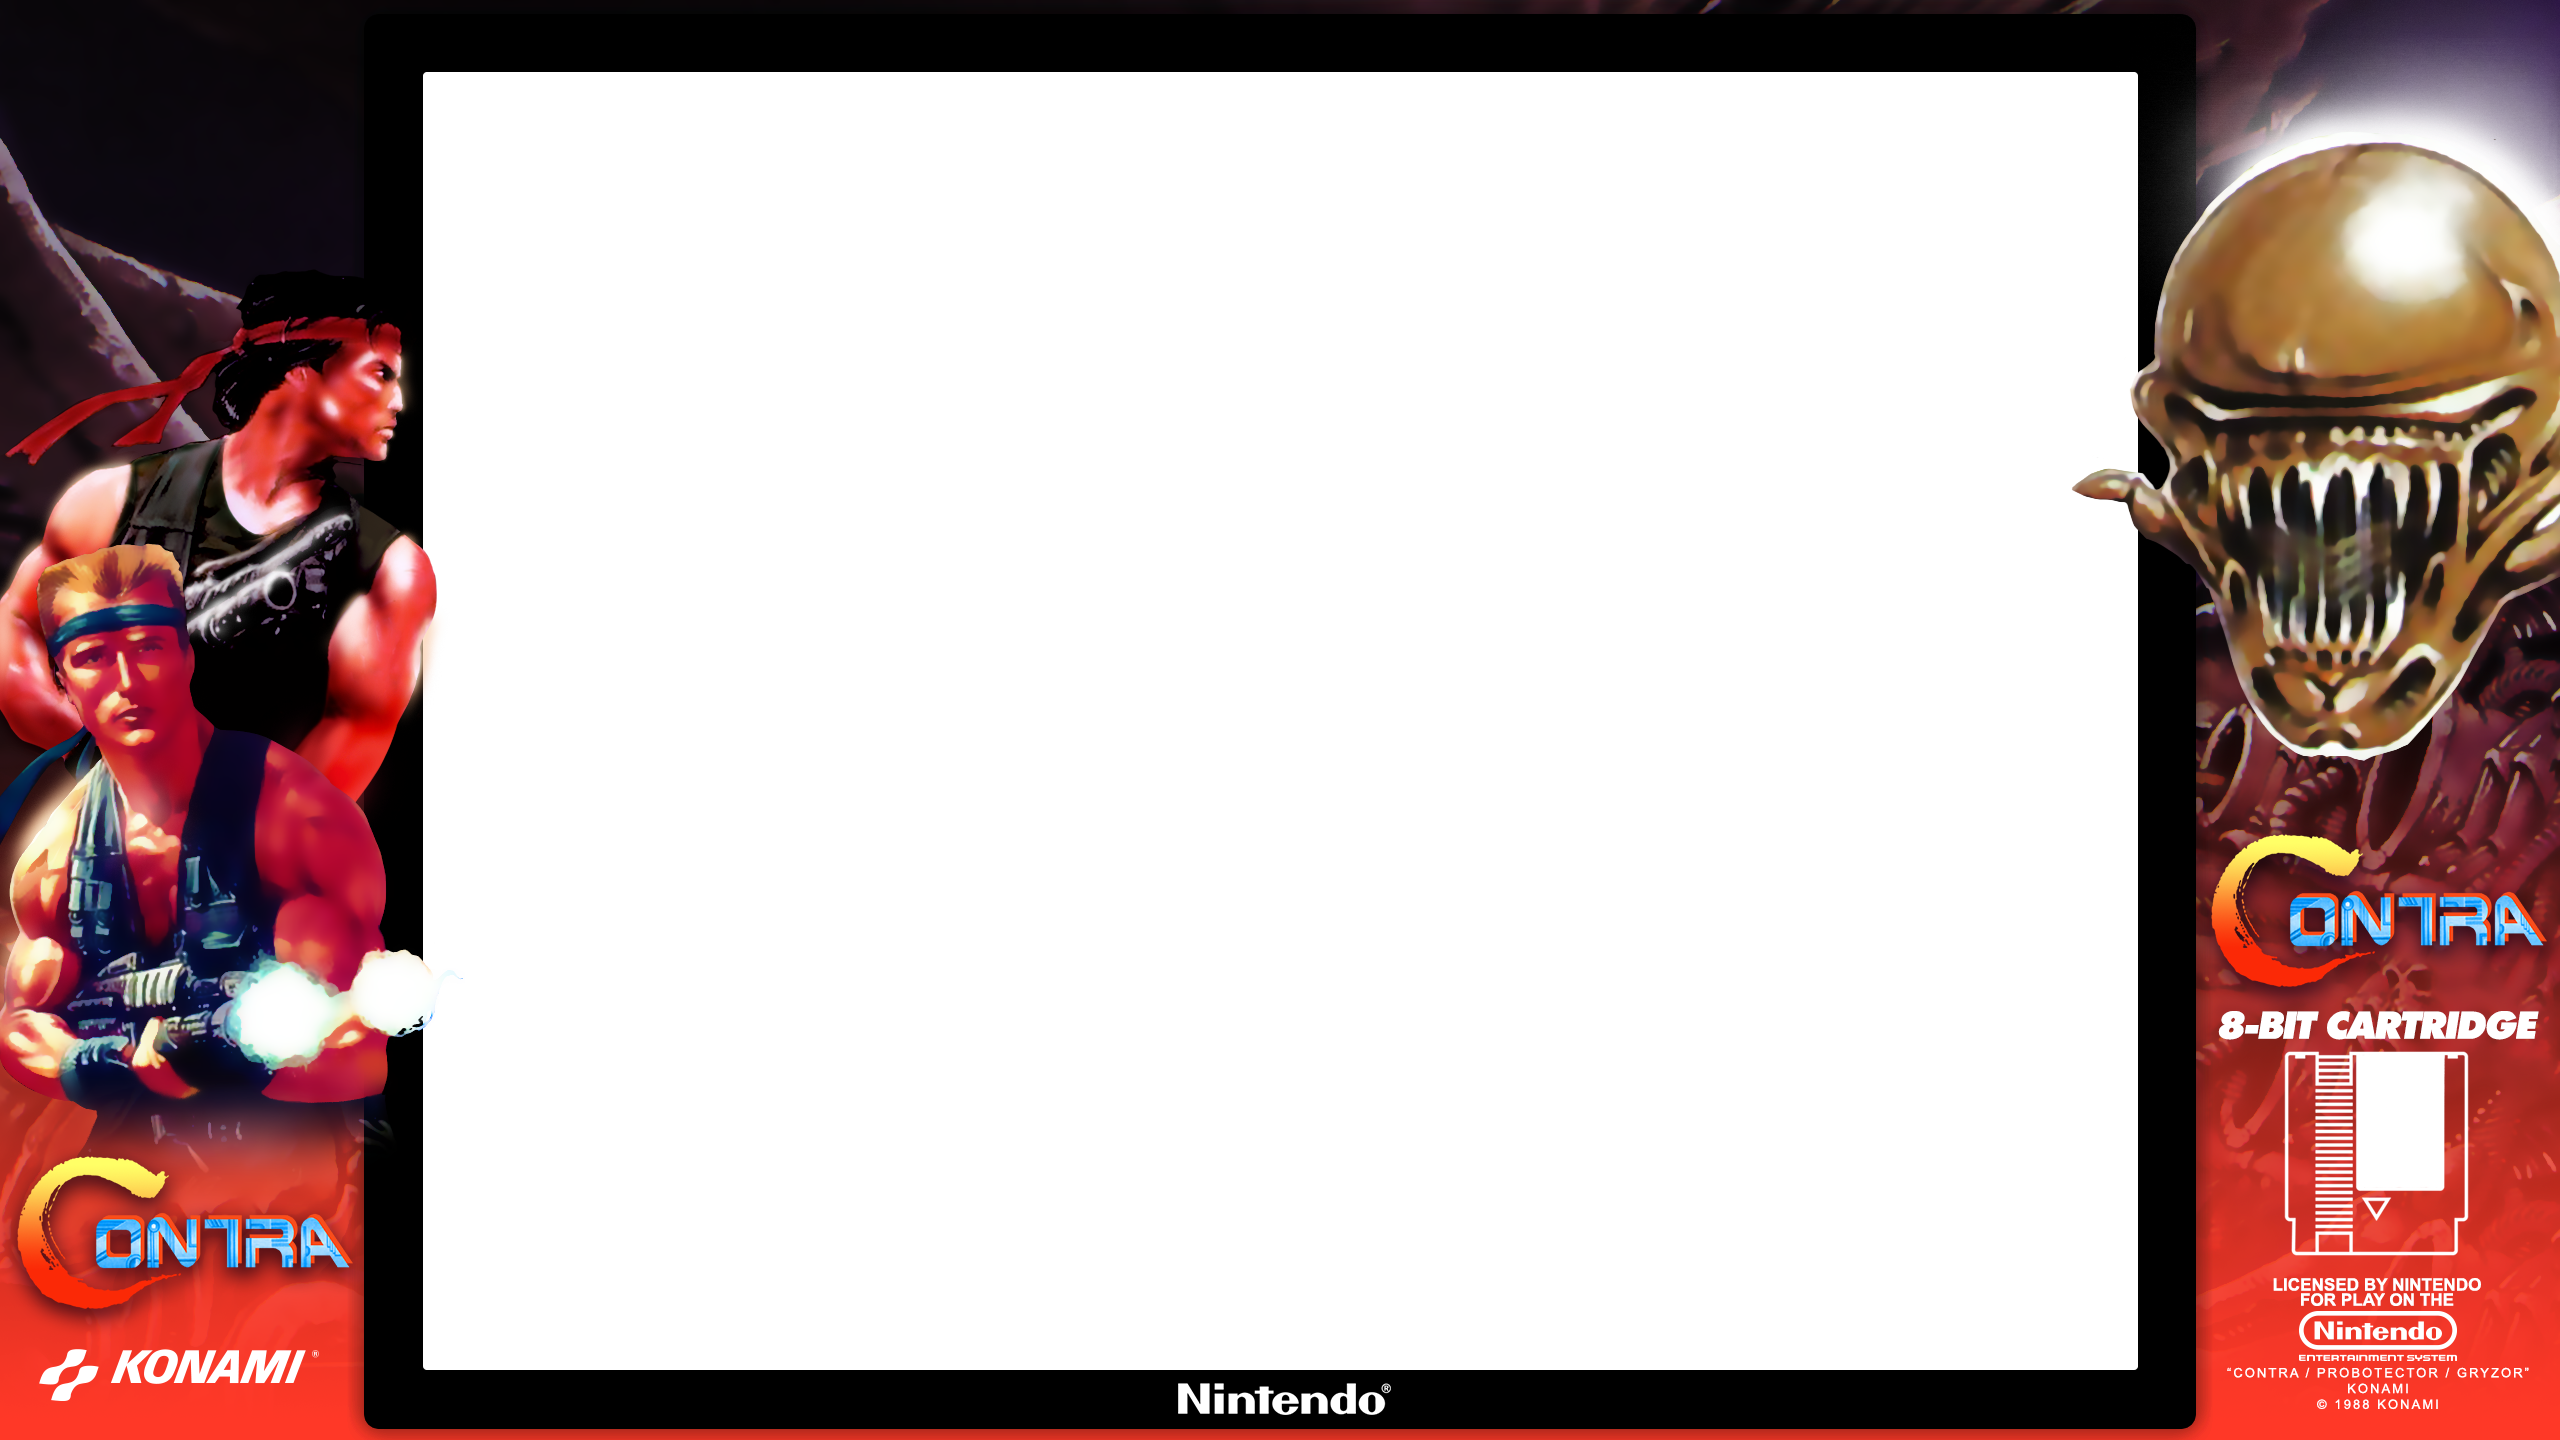 CONTRA
KONAMI®
Nintendo®
CONTRA
8-BIT CARTRIDGE
LICENSED BY NINTENDO
FOR PLAY ON THE
Nintendo
ENTERTAINMENT SYSTEM
"CONTRA / PROBOTECTOR / GRYZOR"
KONAMI
© 1988 KONAMI